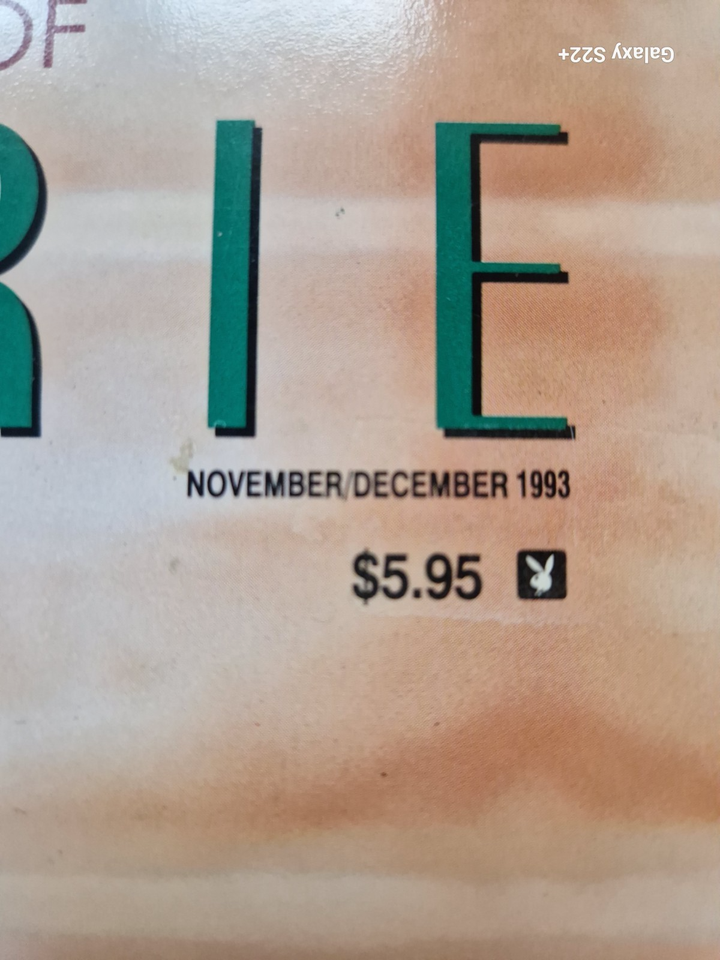 OF
RIE
NOVEMBER/DECEMBER 1993
$5.95
Galaxy S22+